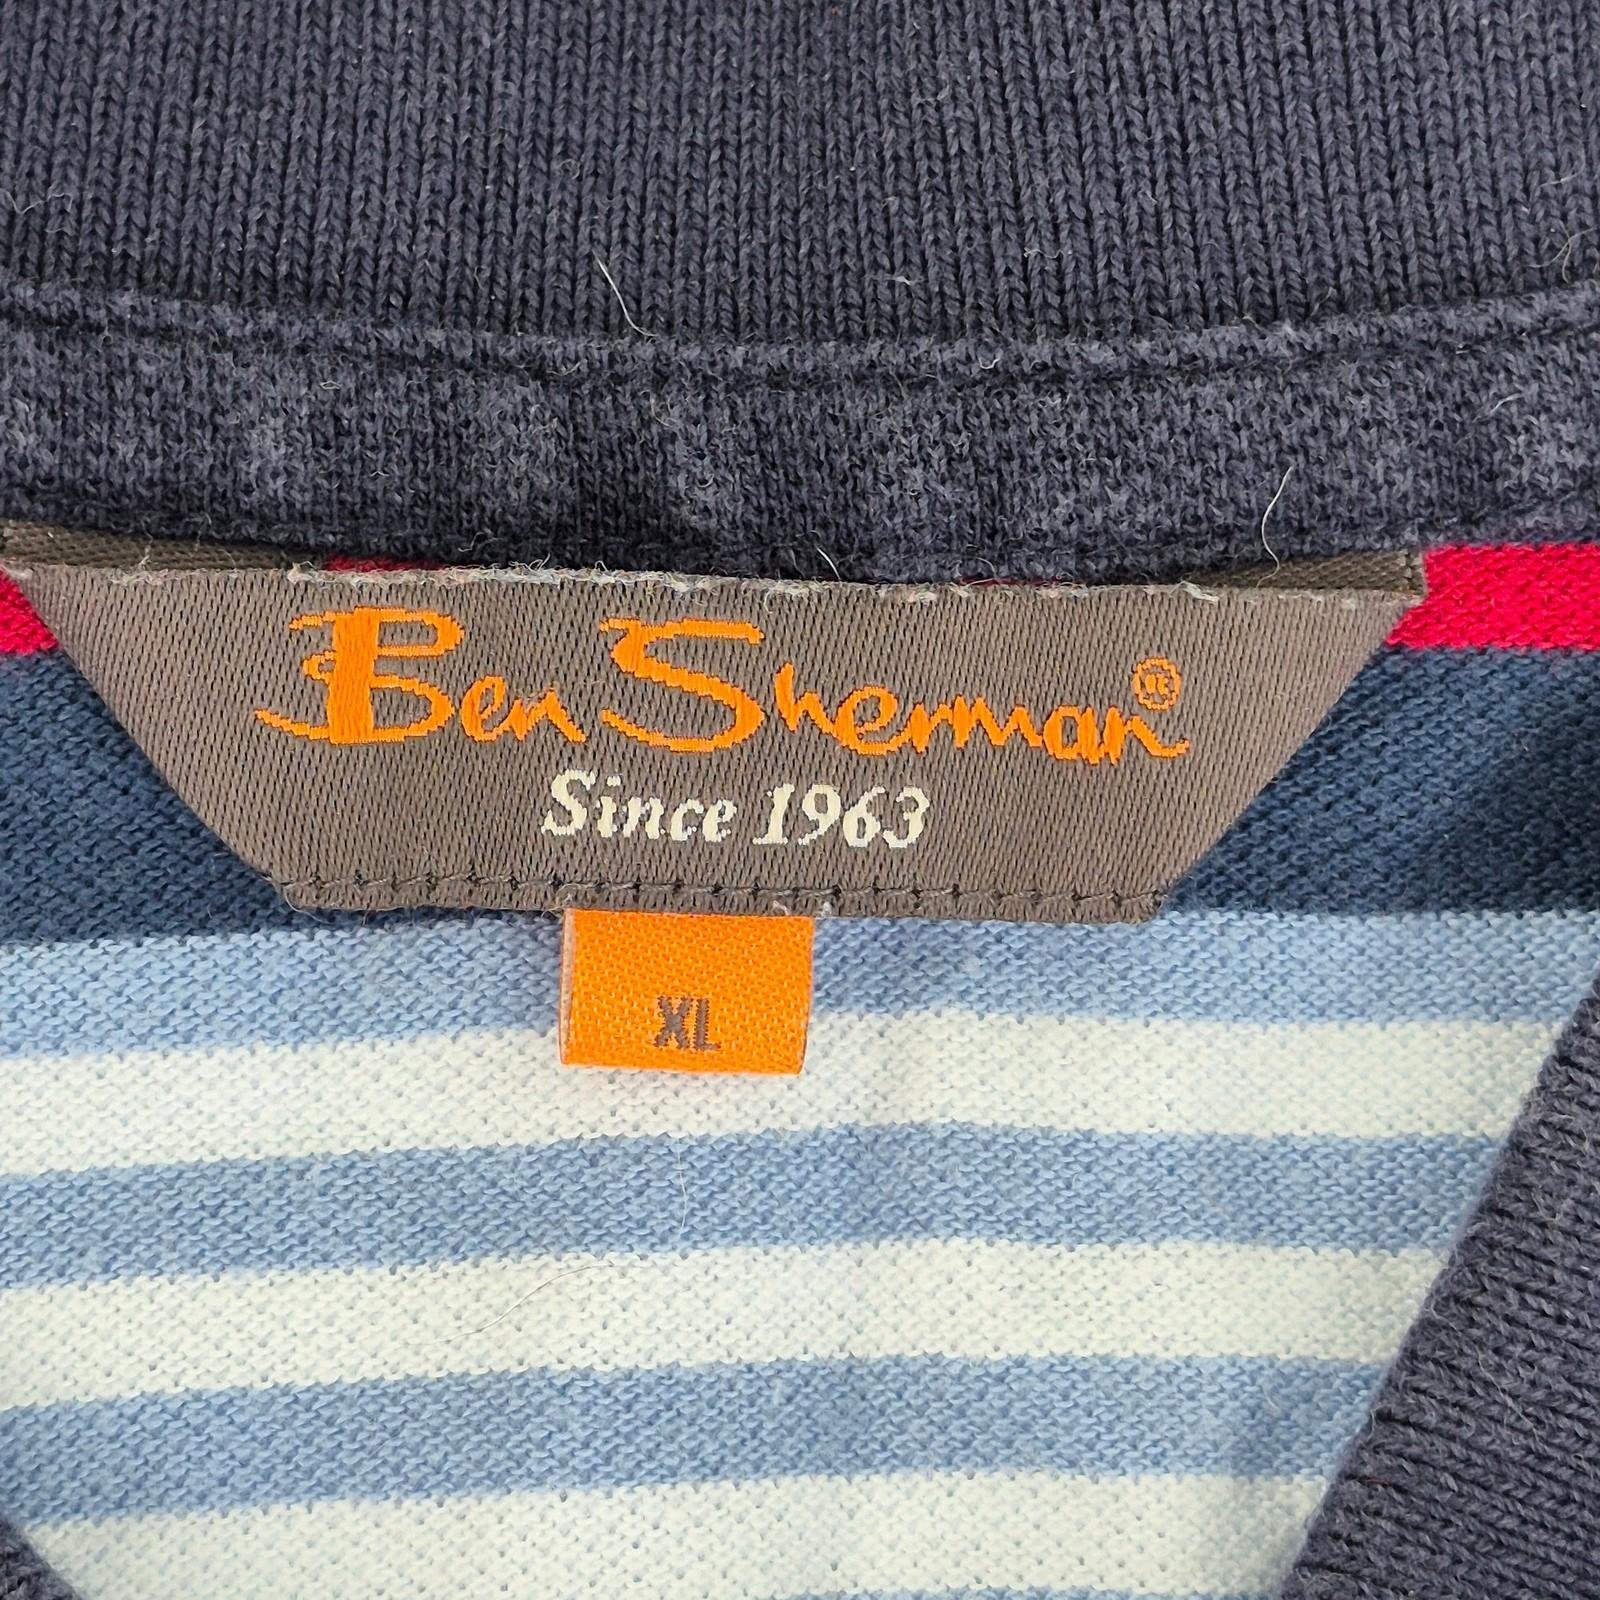 Ben Sherman®
Since 1963
XL